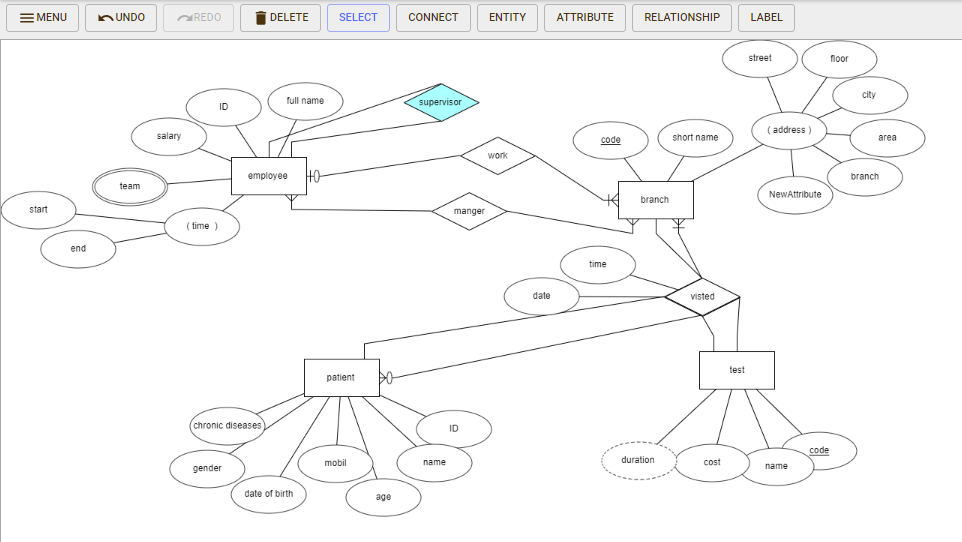 MENU
UNDO
REDO
DELETE
SELECT
CONNECT
ENTITY
ATTRIBUTE
RELATIONSHIP
LABEL
street
floor
city
ID
full name
supervisor
salary
code
short name
( address )
area
work
employee
team
branch
NewAttribute
branch
start
( time )
manger
end
time
date
visted
patient
test
chronic diseases
ID
gender
mobil
name
duration
cost
name
code
date of birth
age